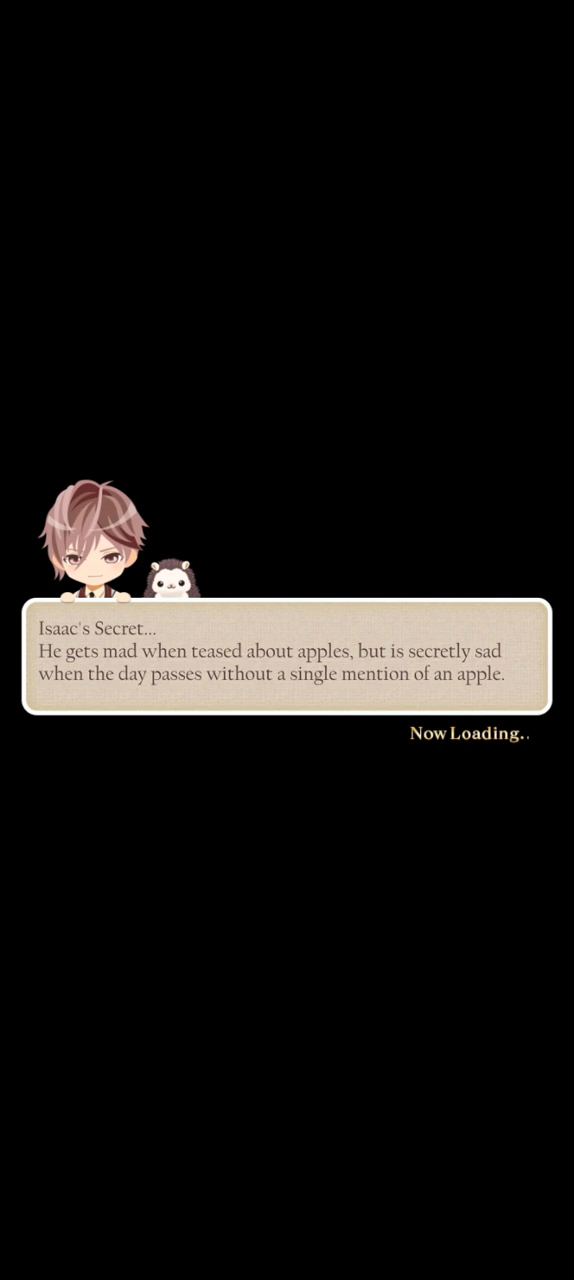 Isaac's Secret...
He gets mad when teased about apples, but is secretly sad
when the day passes without a single mention of an apple.
Now Loading..